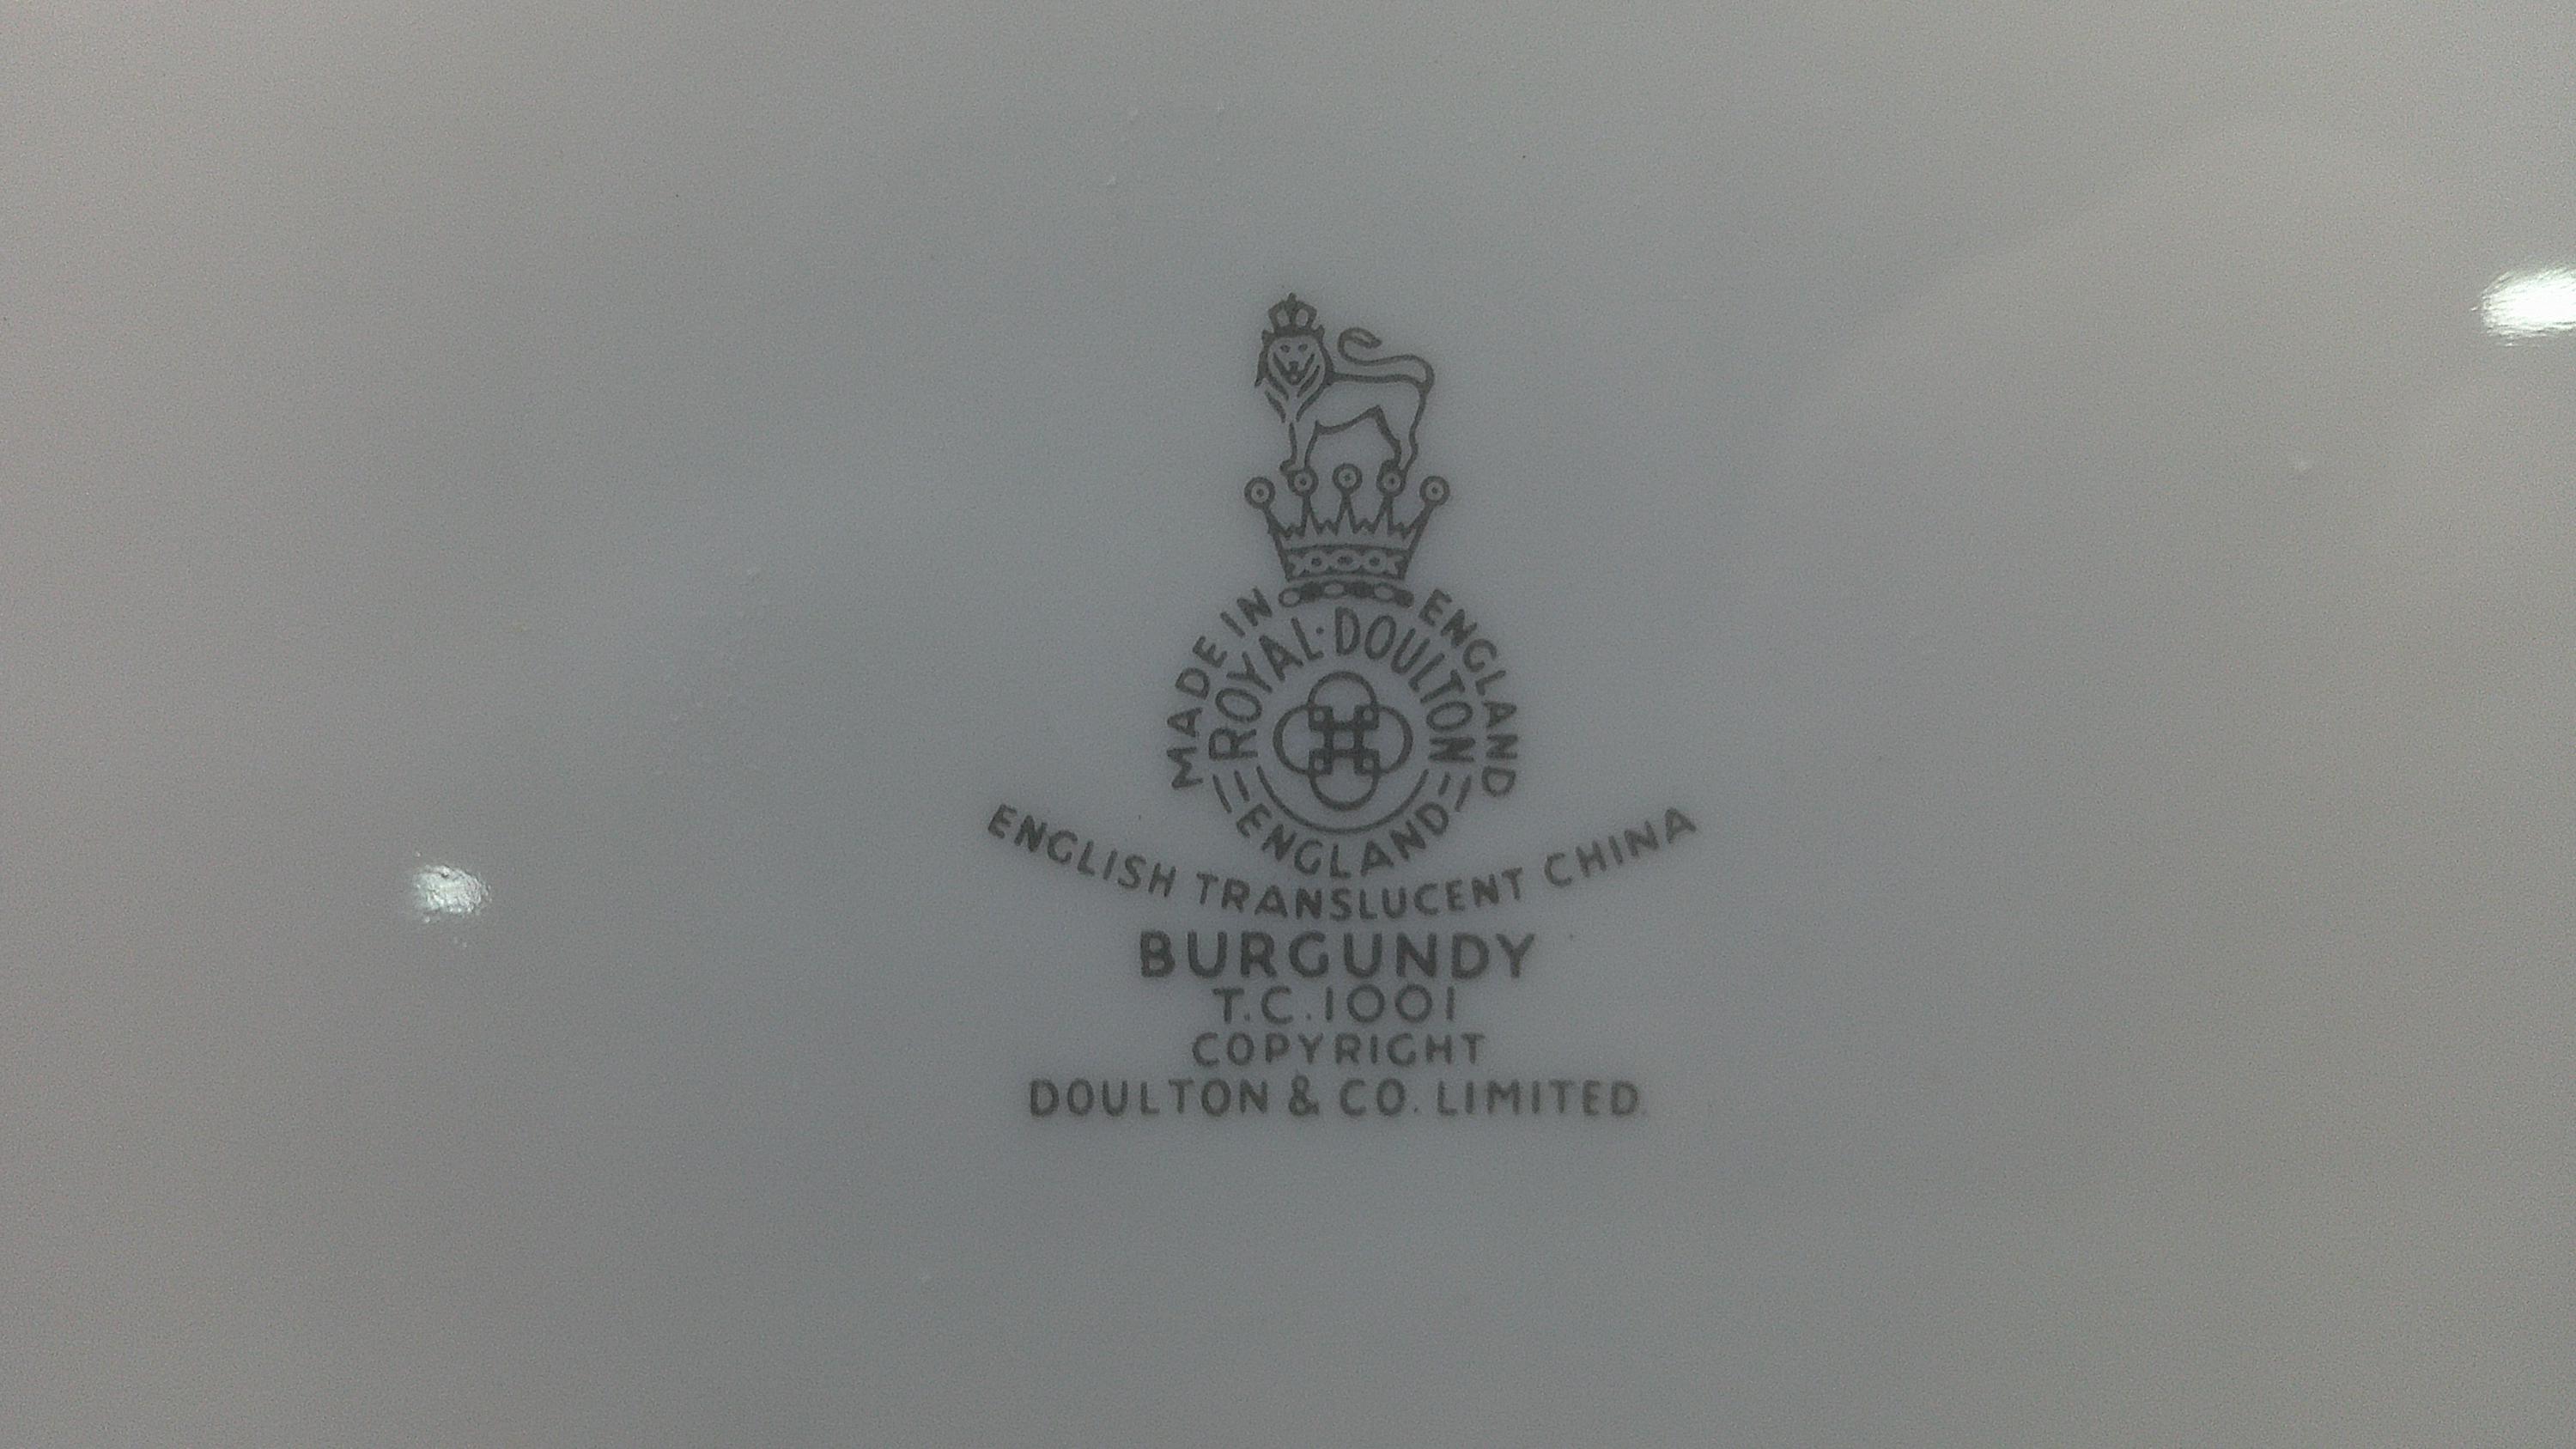 MADE IN ENGLAND
ROYAL·DOULTON
ENGLAND
ENGLISH TRANSLUCENT CHINA
BURGUNDY
T.C.1001
COPYRIGHT
DOULTON & CO. LIMITED.